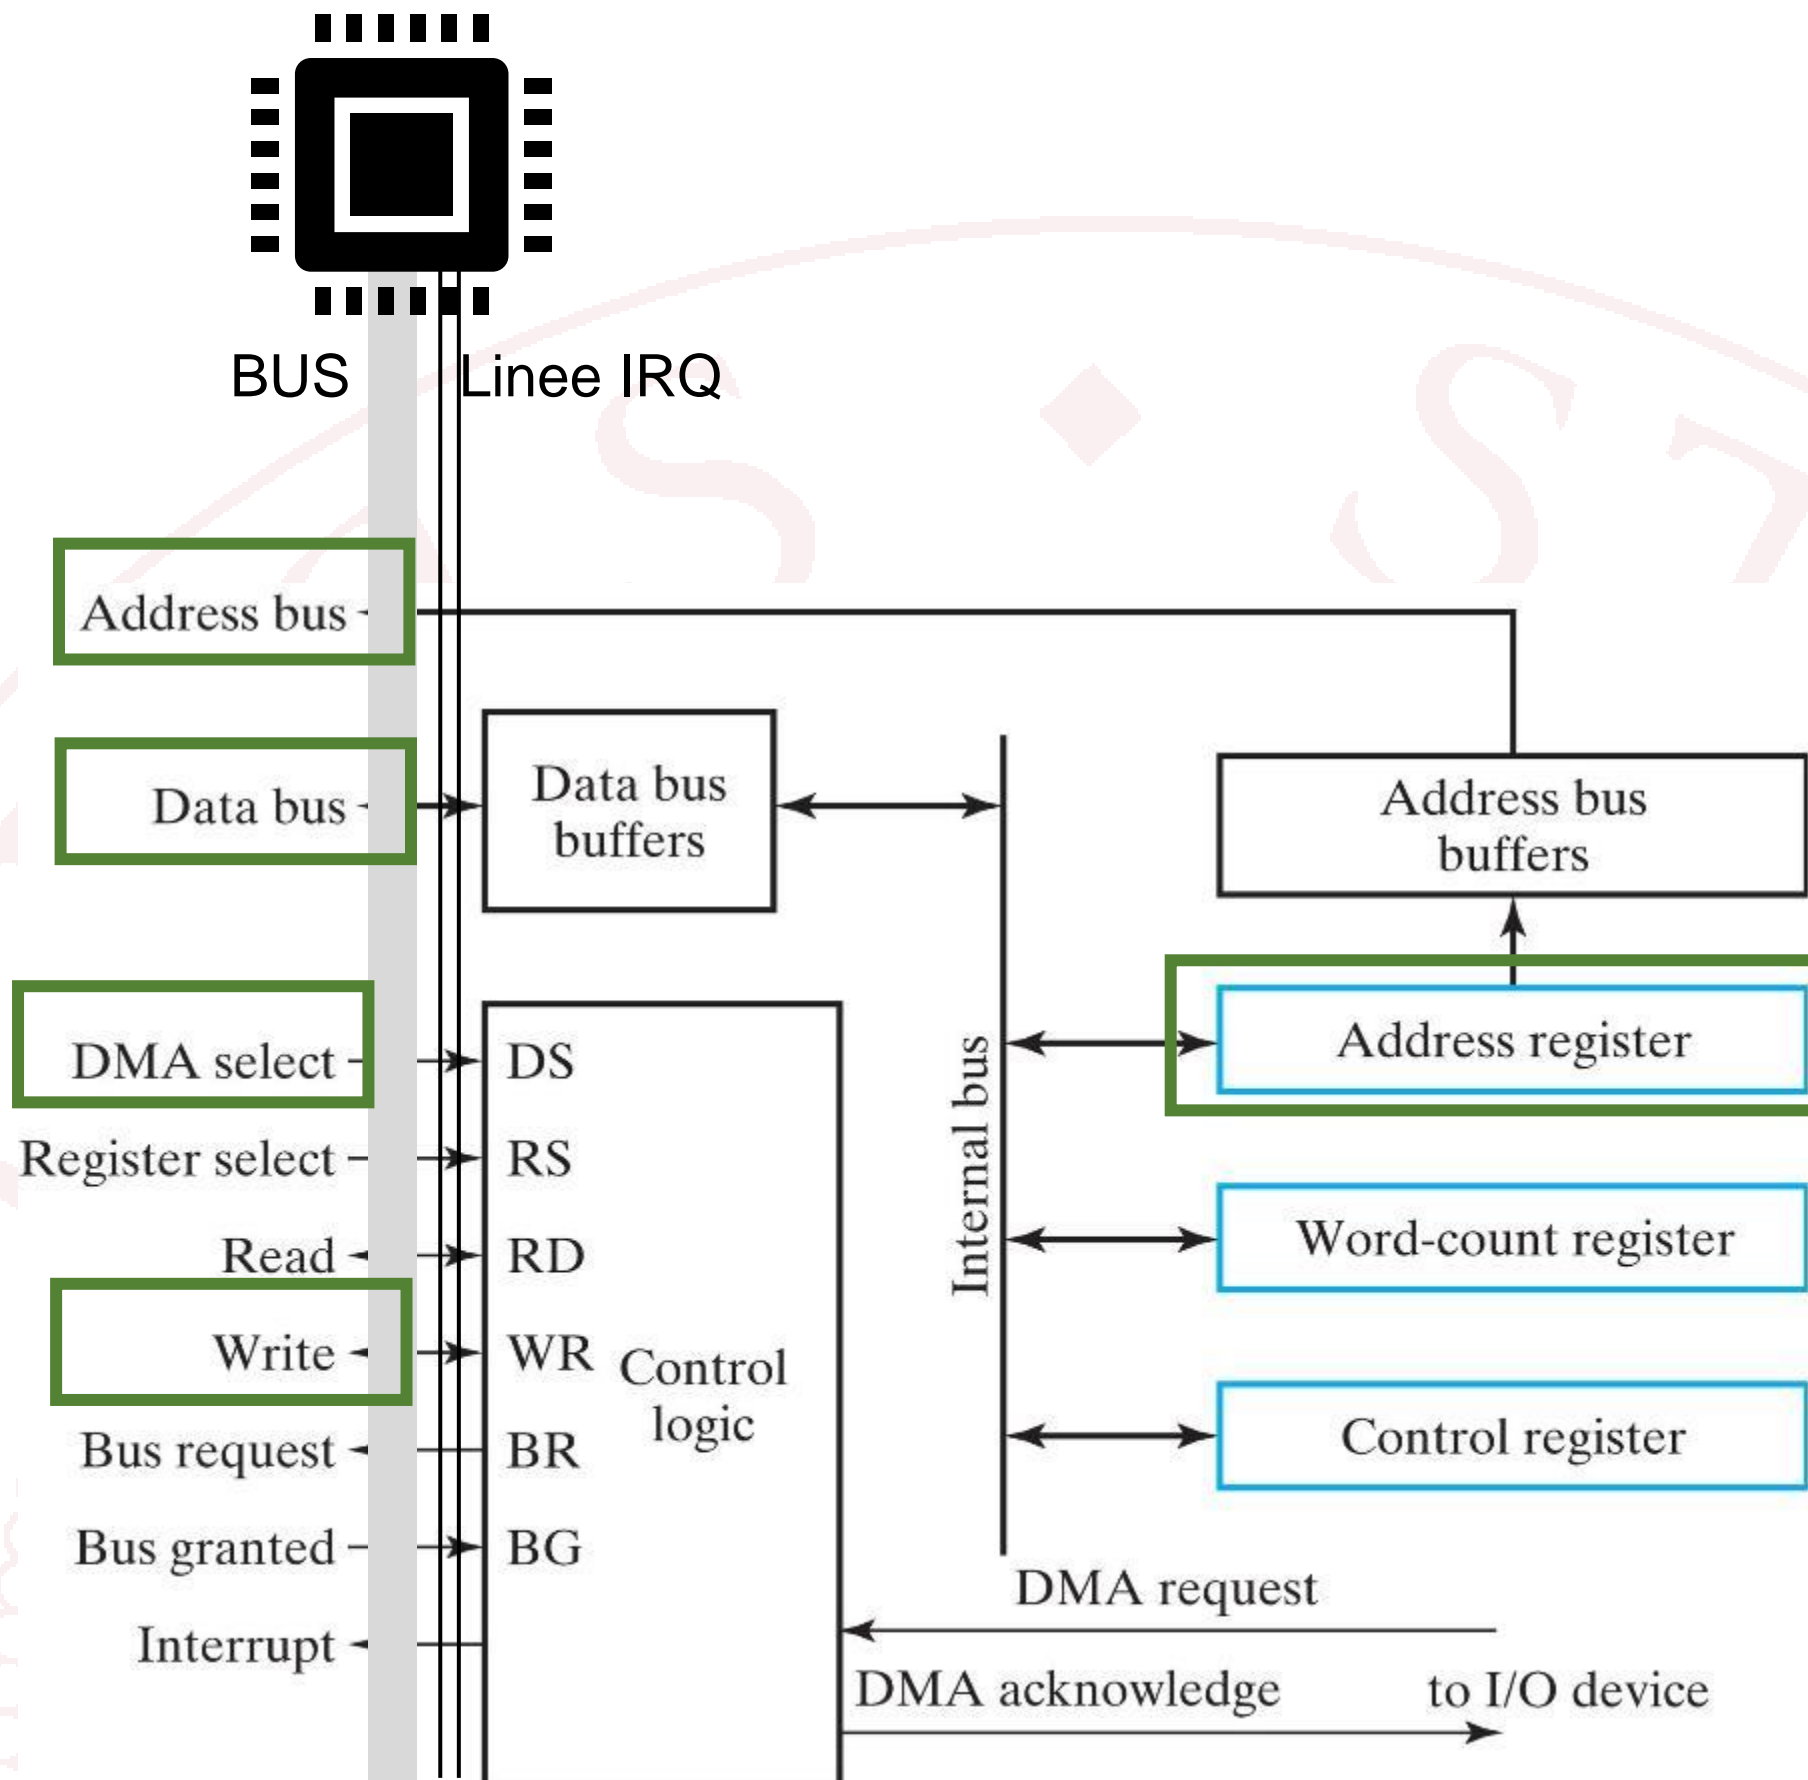 BUS
Linee IRQ
Address bus
Data bus
Data bus
buffers
Address bus
buffers
DMA select
DS
Register select
RS
Read
RD
Write
WR
Control
logic
Bus request
BR
Bus granted
BG
Interrupt
Internal bus
Address register
Word-count register
Control register
DMA request
DMA acknowledge
to I/O device